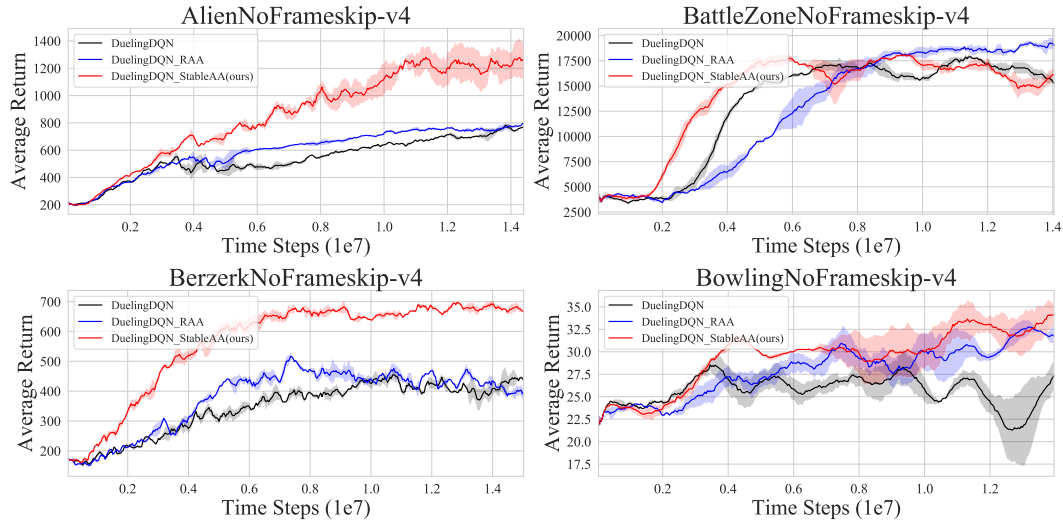 AlienNoFrameskip-v4
Average Return
1400
1200
1000
800
600
400
200
DuelingDQN
DuelingDQN_RAA
DuelingDQN_StableAA(ours)
0.2 0.4 0.6 0.8 1.0 1.2 1.4
Time Steps (1e7)
BattleZoneNoFrameskip-v4
Average Return
20000
17500
15000
12500
10000
7500
5000
2500
DuelingDQN
DuelingDQN_RAA
DuelingDQN_StableAA(ours)
0.2 0.4 0.6 0.8 1.0 1.2 1.4
Time Steps (1e7)
BerzerkNoFrameskip-v4
Average Return
700
600
500
400
300
200
DuelingDQN
DuelingDQN_RAA
DuelingDQN_StableAA(ours)
0.2 0.4 0.6 0.8 1.0 1.2 1.4
Time Steps (1e7)
BowlingNoFrameskip-v4
Average Return
35.0
32.5
30.0
27.5
25.0
22.5
20.0
17.5
DuelingDQN
DuelingDQN_RAA
DuelingDQN_StableAA(ours)
0.2 0.4 0.6 0.8 1.0 1.2
Time Steps (1e7)